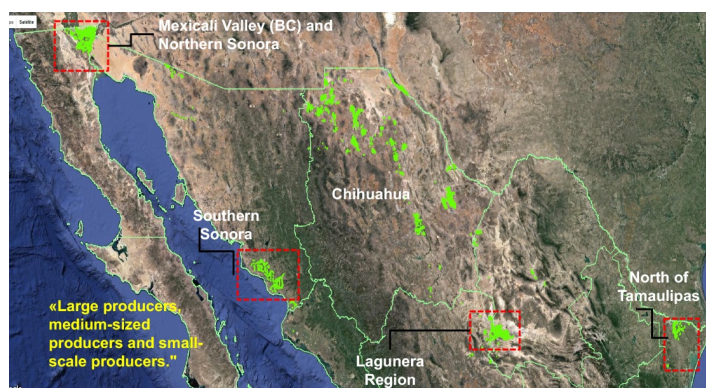 Satellite
Mexicali Valley (BC) and
Northern Sonora
Chihuahua
Southern
Sonora
North of
Tamaulipas
«Large producers,
medium-sized
producers and small-
scale producers."
Lagunera
Region